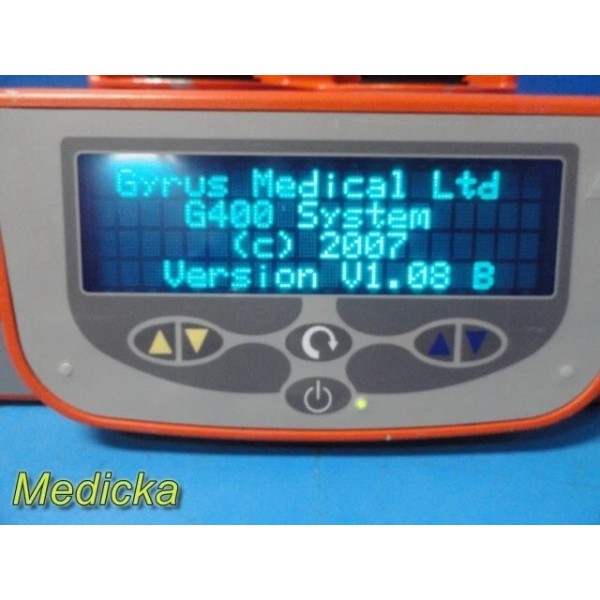 Gyrus Medical Ltd
G400 System
(c) 2007
Version V1.08 B
Medicka